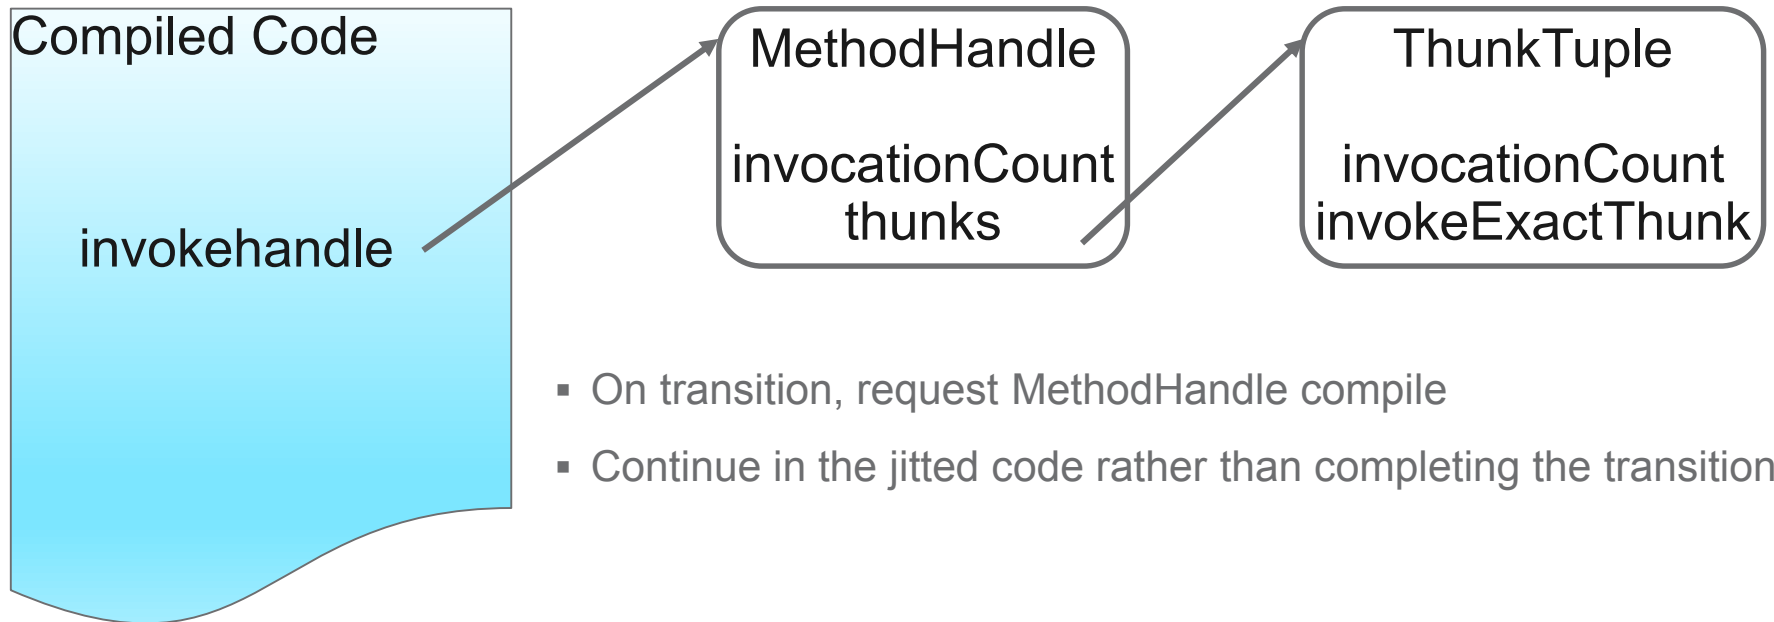 Compiled Code
invokehandle
MethodHandle
invocationCount
thunks
ThunkTuple
invocationCount
invokeExactThunk
▪ On transition, request MethodHandle compile
▪ Continue in the jitted code rather than completing the transition